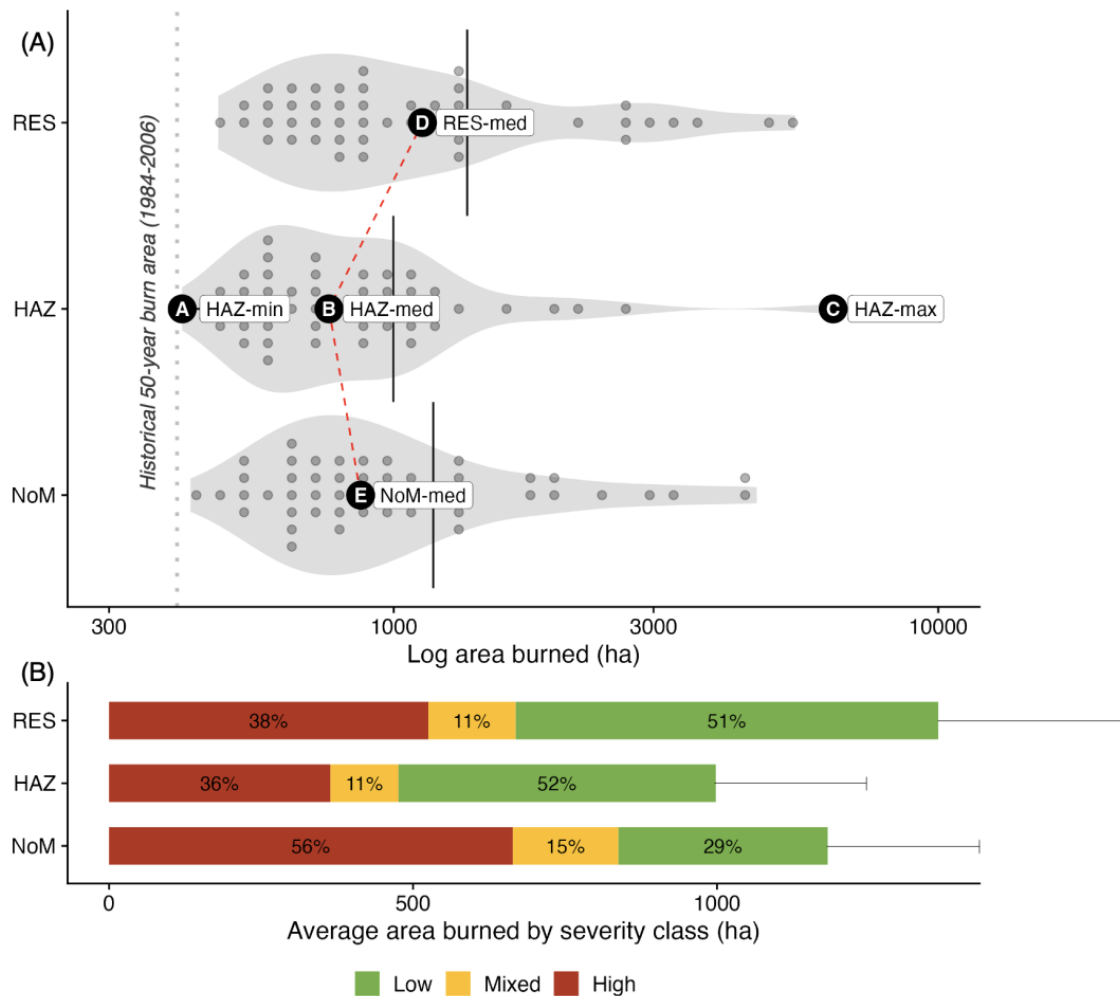 (A)
Historical 50-year burn area (1984-2006)
RES
D RES-med
HAZ
A HAZ-min
B HAZ-med
C HAZ-max
NoM
E NoM-med
300 1000 3000 10000
Log area burned (ha)
(B)
RES 38% 11% 51%
HAZ 36% 11% 52%
NoM 56% 15% 29%
0 500 1000
Average area burned by severity class (ha)
Low Mixed High